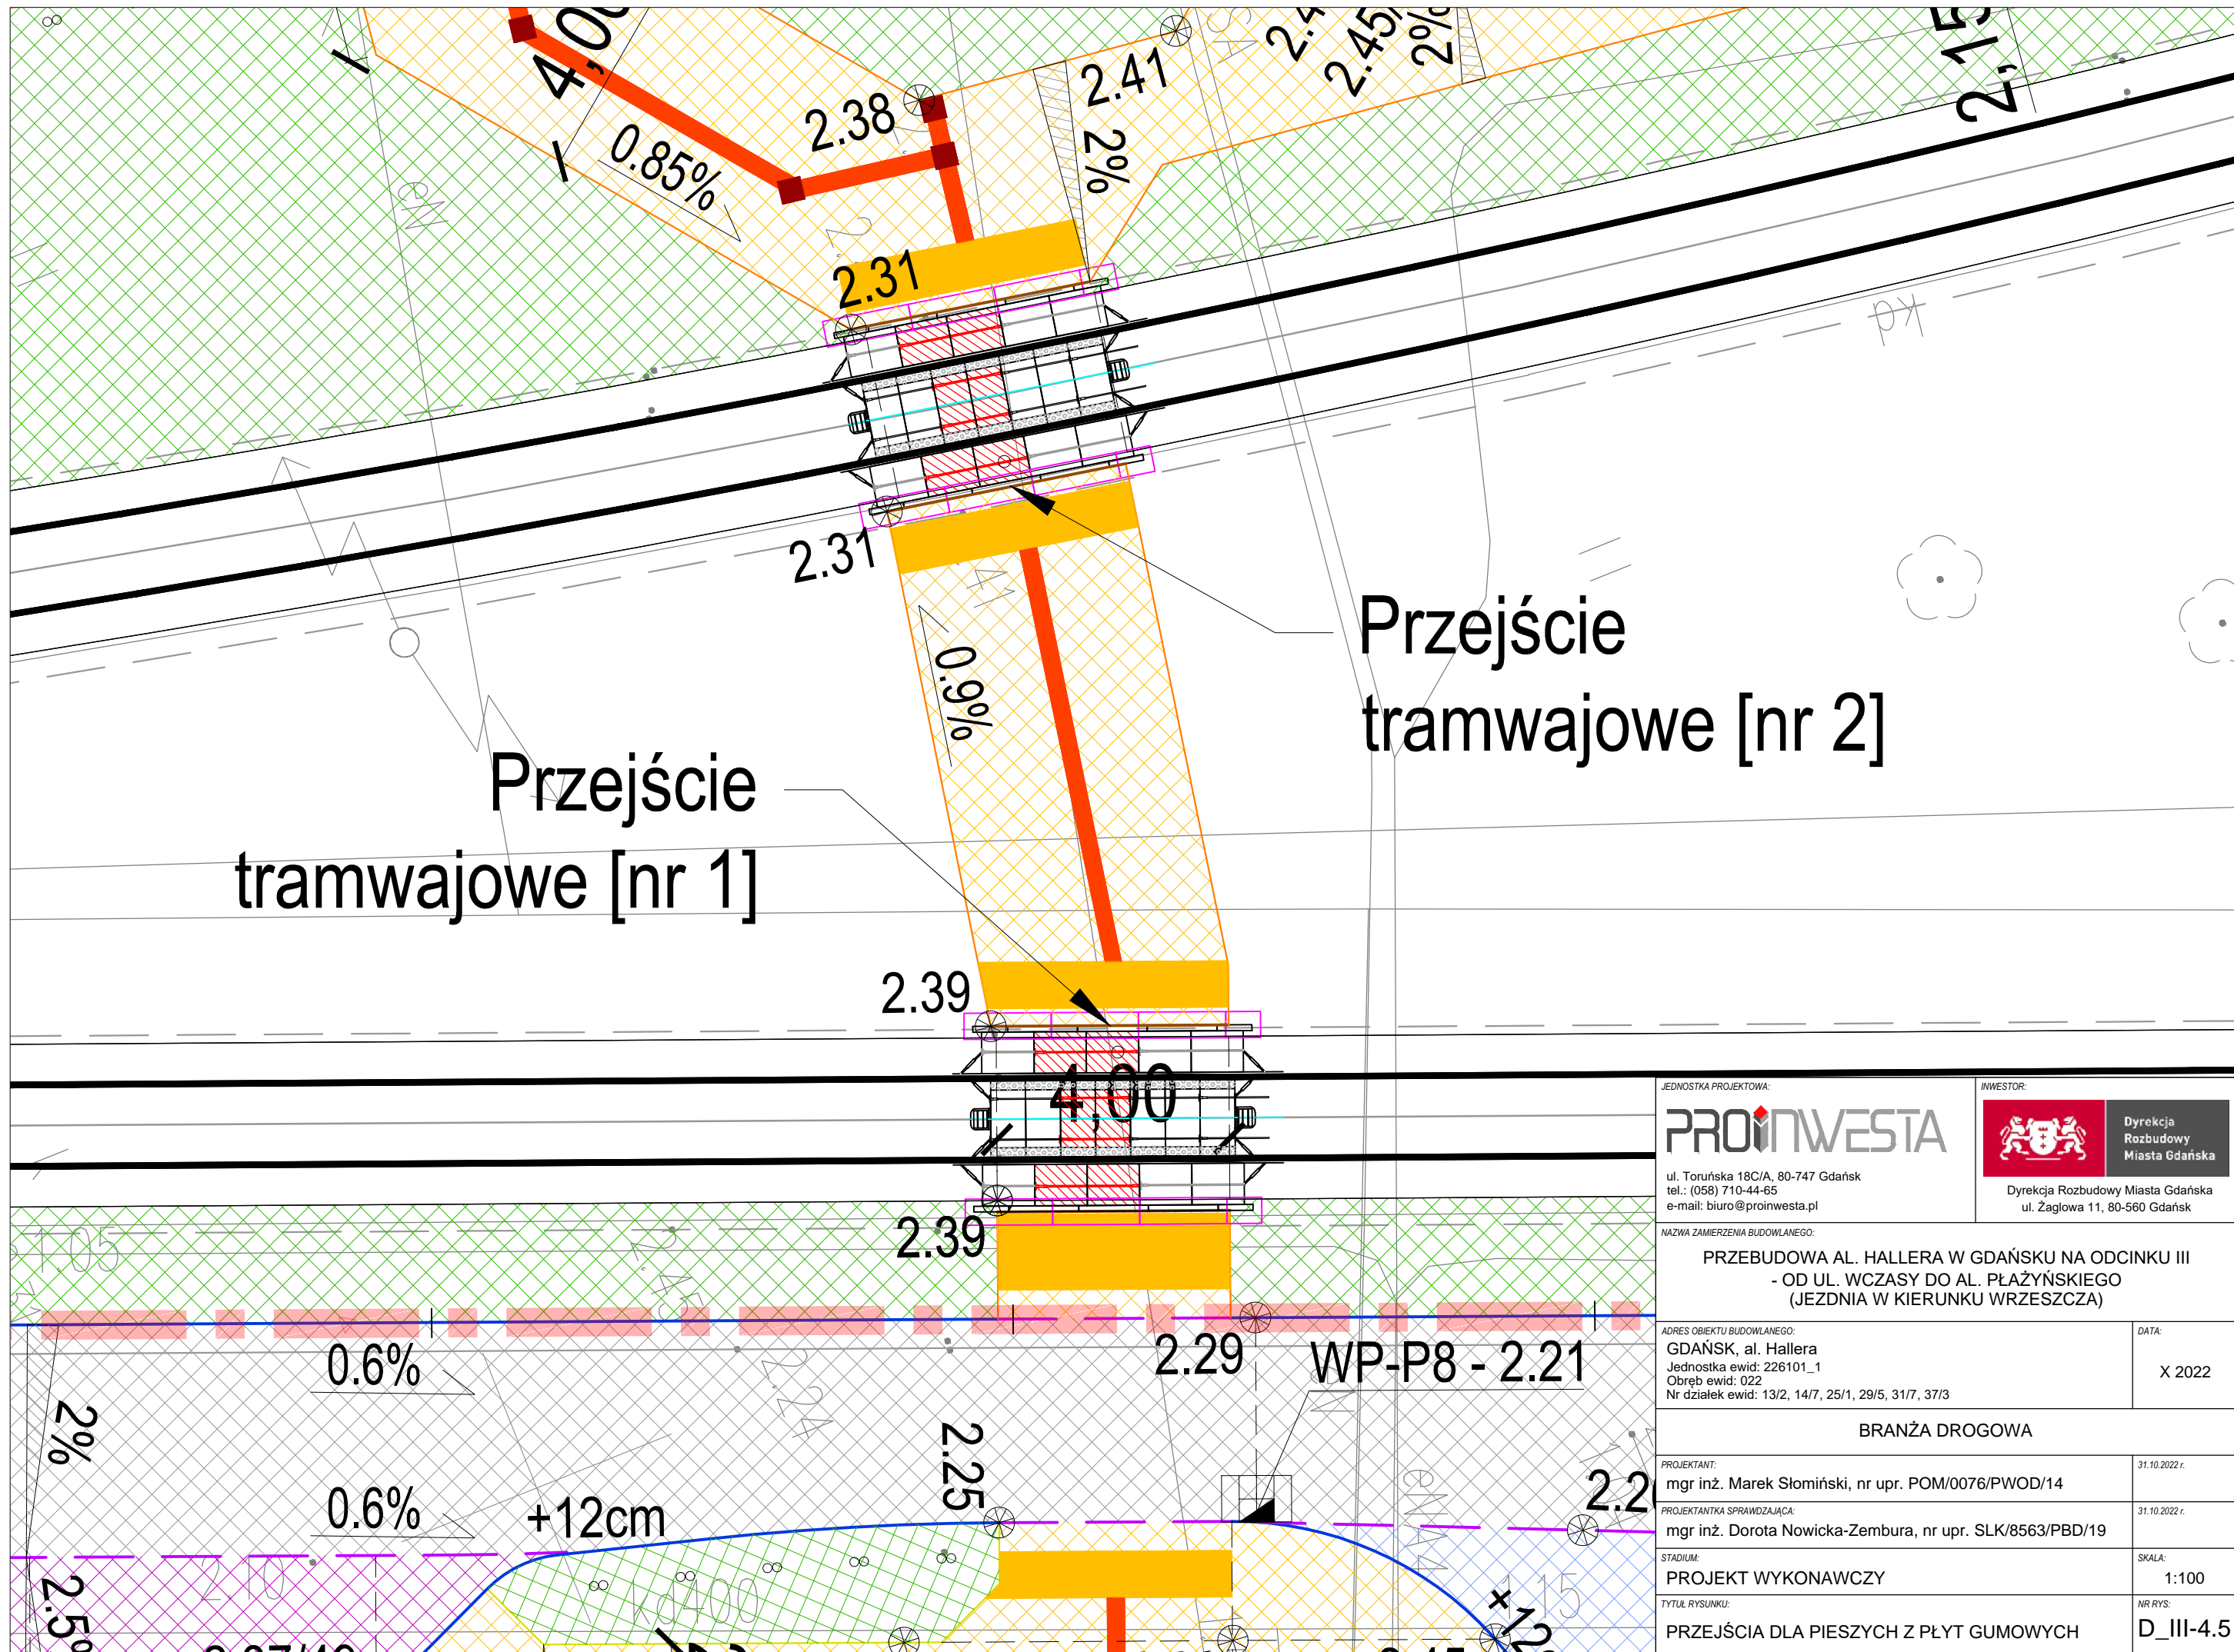 4,00
2.38
2.41
2.45
2%
2,15
0.85%
2%
2.31
2.31
0.9%
Przejście
tramwajowe [nr 2]
Przejście
tramwajowe [nr 1]
2.39
4,00
2.39
2.29
WP-P8 - 2.21
0.6%
2%
0.6%
+12cm
2.25
kd100
JEDNOSTKA PROJEKTOWA:
PROINWESTA
ul. Toruńska 18C/A, 80-747 Gdańsk
tel.: (058) 710-44-65
e-mail: biuro@proinwesta.pl
INWESTOR:
Dyrekcja
Rozbudowy
Miasta Gdańska
Dyrekcja Rozbudowy Miasta Gdańska
ul. Żaglowa 11, 80-560 Gdańsk
NAZWA ZAMIERZENIA BUDOWLANEGO:
PRZEBUDOWA AL. HALLERA W GDAŃSKU NA ODCINKU III
- OD UL. WCZASY DO AL. PŁAŻYŃSKIEGO
(JEZDNIA W KIERUNKU WRZESZCZA)
ADRES OBIEKTU BUDOWLANEGO:
GDAŃSK, al. Hallera
Jednostka ewid: 226101_1
Obręb ewid: 022
Nr działek ewid: 13/2, 14/7, 25/1, 29/5, 31/7, 37/3
DATA:
X 2022
BRANŻA DROGOWA
PROJEKTANT:
mgr inż. Marek Słomiński, nr upr. POM/0076/PWOD/14
31.10.2022 r.
PROJEKTANTKA SPRAWDZAJĄCA:
mgr inż. Dorota Nowicka-Zembura, nr upr. SLK/8563/PBD/19
31.10.2022 r.
STADIUM:
PROJEKT WYKONAWCZY
SKALA:
1:100
TYTUŁ RYSUNKU:
PRZEJŚCIA DLA PIESZYCH Z PŁYT GUMOWYCH
NR RYS:
D_III-4.5